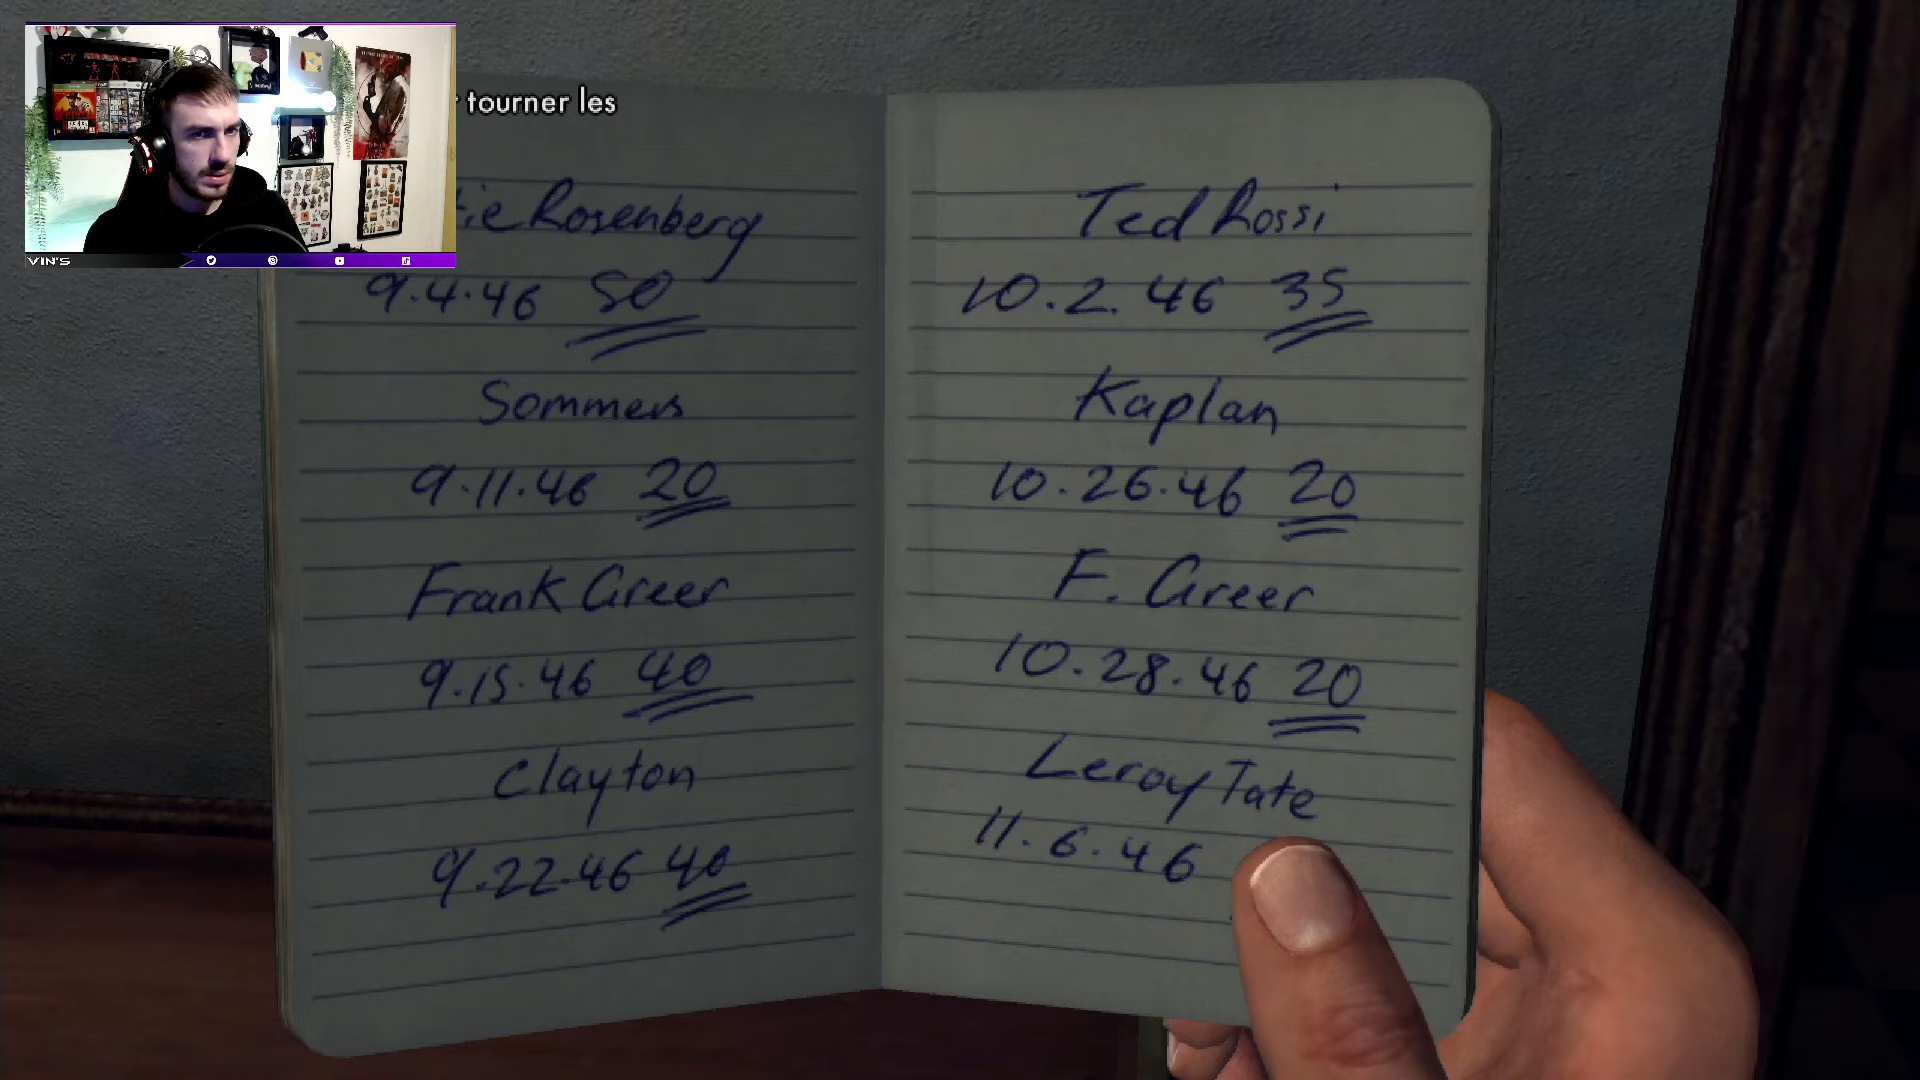 tourner les
Rosenberg
9.4.46 50
Sommers
9.11.46 20
Frank Greer
9.15.46 40
Clayton
9.22.46 40
Ted Rossi
10.2.46 35
Kaplan
10.26.46 20
F. Greer
10.28.46 20
Leroy Tate
11.6.46
VIN'S